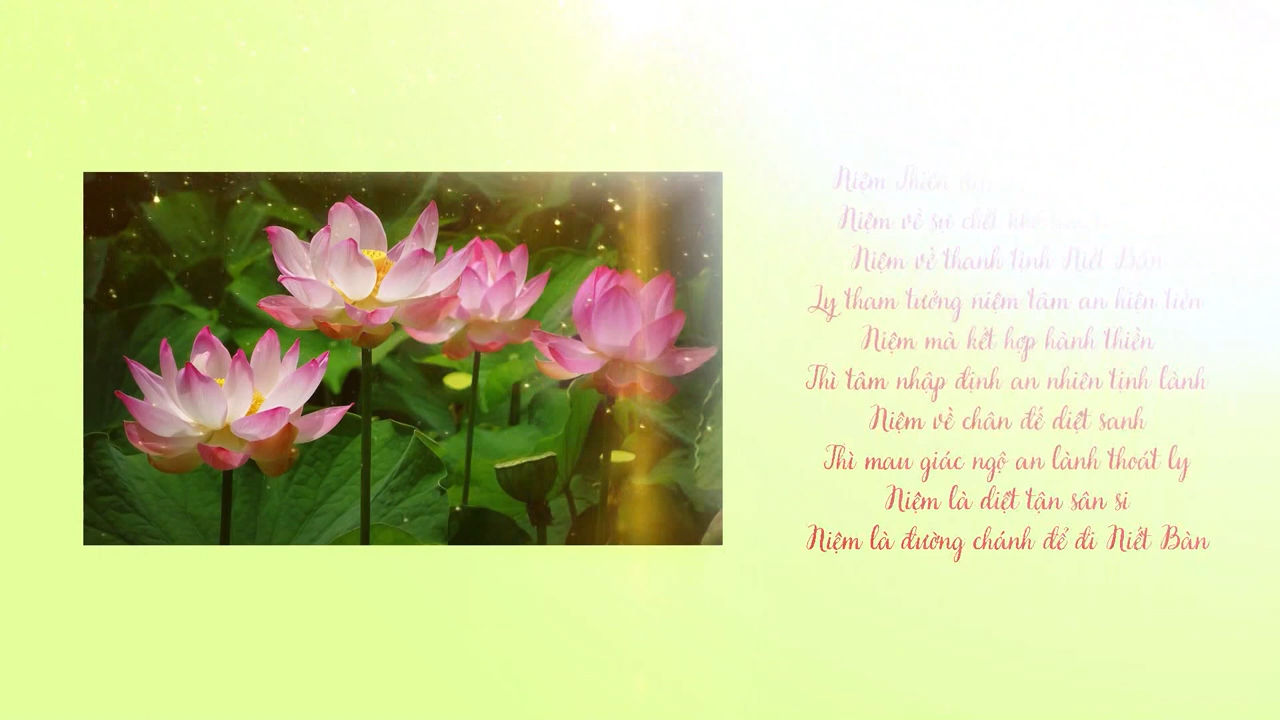 Niệm Thiên
Niệm về sự chết
Niệm về thanh tịnh Niết Bàn
Ly tham tưởng niệm tâm an hiền tiền
Niệm mà kết hợp hành thiền
Thì tâm nhập định an nhiên tịnh lành
Niệm về chân đế diệt sanh
Thì mau giác ngộ an lành thoát ly
Niệm là diệt tận sân si
Niệm là đường chánh để đi Niết Bàn